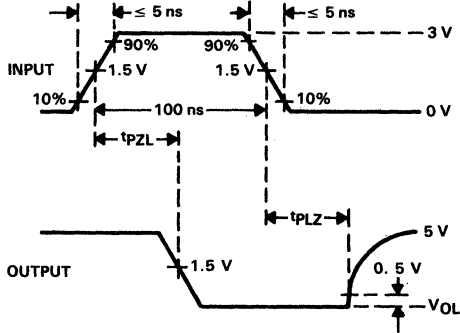 ≤ 5 ns
≤ 5 ns
90%
90%
3 V
INPUT
1.5 V
1.5 V
10%
10%
100 ns
0 V
tPZL
tPLZ
5 V
OUTPUT
1.5 V
0. 5 V
VOL